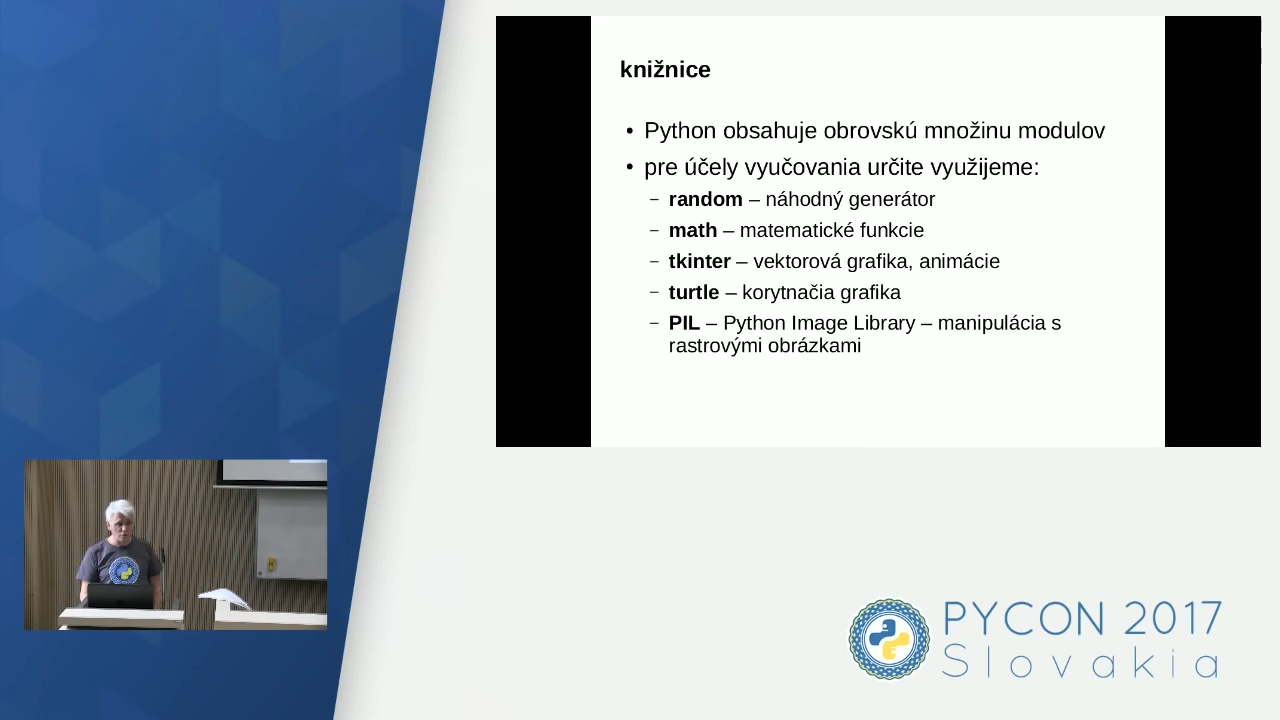 knižnice
• Python obsahuje obrovskú množinu modulov
• pre účely vyučovania určite využijeme:
– random – náhodný generátor
– math – matematické funkcie
– tkinter – vektorová grafika, animácie
– turtle – korytnačia grafika
– PIL – Python Image Library – manipulácia s
rastrovými obrázkami
PYCON 2017
Slovakia